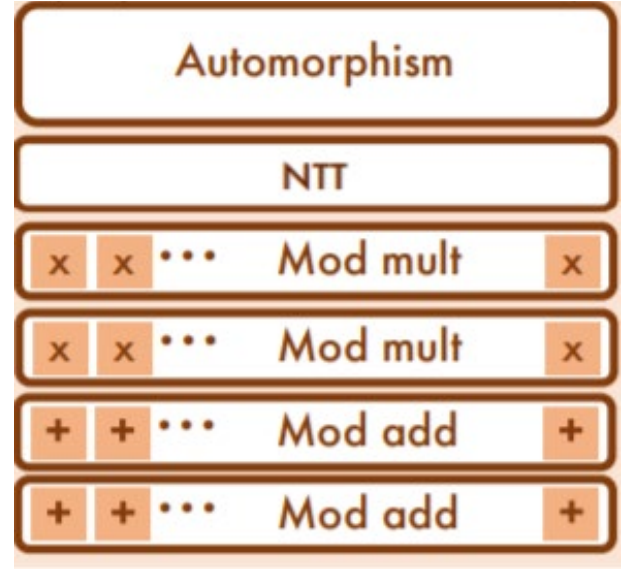 Automorphism
NTT
x x ••• Mod mult x
x x ••• Mod mult x
+ + ••• Mod add +
+ + ••• Mod add +